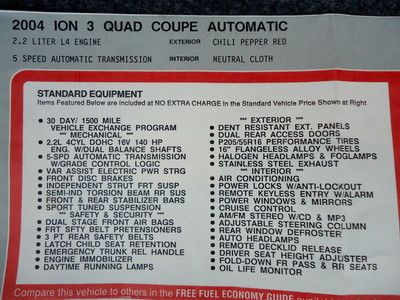 2004 ION 3 QUAD COUPE AUTOMATIC
2.2 LITER L4 ENGINE EXTERIOR CHILI PEPPER RED
5 SPEED AUTOMATIC TRANSMISSION INTERIOR NEUTRAL CLOTH
STANDARD EQUIPMENT
Items Featured Below are included at NO EXTRA CHARGE in the Standard Vehicle Price Shown at Right
• 30 DAY/ 1500 MILE
VEHICLE EXCHANGE PROGRAM
*** MECHANICAL ***
• 2.2L 4CYL DOHC 16V 140 HP
ENG. W/DUAL BALANCE SHAFTS
• 5-SPD AUTOMATIC TRANSMISSION
W/GRADE CONTROL LOGIC
• VAR ASSIST ELECTRIC PWR STRG
• FRONT DISC BRAKES
• INDEPENDENT STRUT FRT SUSP
• SEMI-IND TORSION BEAM RR SUS
• FRONT & REAR STABILIZER BARS
• SPORT TUNED SUSPENSION
*** SAFETY & SECURITY ***
• DUAL STAGE FRONT AIR BAGS
• FRT SFTY BELT PRETENSIONERS
• 3 PT REAR SAFETY BELTS
• LATCH CHILD SEAT RETENTION
• EMERGENCY TRUNK REL HANDLE
• ENGINE IMMOBILIZER
• DAYTIME RUNNING LAMPS
*** EXTERIOR ***
• DENT RESISTANT EXT. PANELS
• DUAL REAR ACCESS DOORS
• P205/55R16 PERFORMANCE TIRES
• 16" FLANGELESS ALLOY WHEELS
• HALOGEN HEADLAMPS & FOGLAMPS
• STAINLESS STEEL EXHAUST
*** INTERIOR ***
• AIR CONDITIONING
• POWER LOCKS W/ANTI-LOCKOUT
• REMOTE KEYLESS ENTRY W/ALARM
• POWER WINDOWS & MIRRORS
• CRUISE CONTROL
• AM/FM STEREO W/CD & MP3
• ADJUSTABLE STEERING COLUMN
• REAR WINDOW DEFROSTER
• AUTO HEADLAMPS
• REMOTE DECKLID RELEASE
• DRIVER SEAT HEIGHT ADJUSTER
• FOLD-DOWN FR PASS & RR SEATS
• OIL LIFE MONITOR
Compare this vehicle to others in the FREE FUEL ECONOMY GUIDE